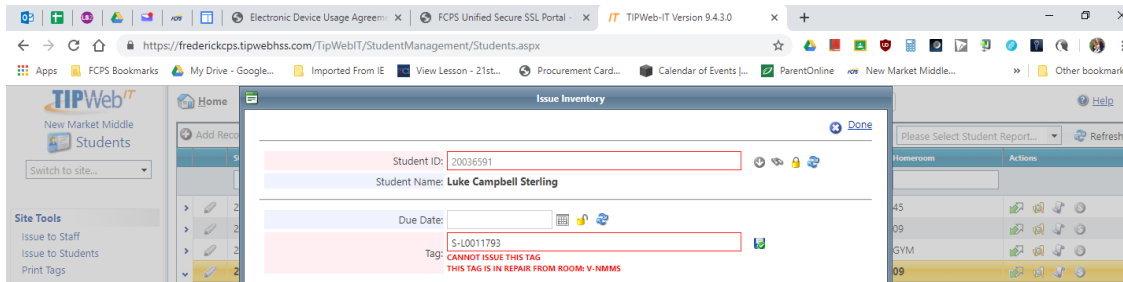 Electronic Device Usage Agreeme
FCPS Unified Secure SSL Portal -
IT TIPWeb-IT Version 9.4.3.0
https://frederickcps.tipwebhss.com/TipWebIT/StudentManagement/Students.aspx
Apps FCPS Bookmarks My Drive - Google... Imported From IE View Lesson - 21st... Procurement Card... Calendar of Events |... ParentOnline New Market Middle... » Other bookmark
TIPWeb IT
Home
Issue Inventory
Help
New Market Middle
Students
Add Reco
Done
Please Select Student Report...
Refresh
Switch to site...
Student ID: 20036591
Homeroom
Actions
Student Name: Luke Campbell Sterling
45
Site Tools
Due Date:
09
Issue to Staff
Issue to Students
Tag: S-L0011793
GYM
Print Tags
CANNOT ISSUE THIS TAG
THIS TAG IS IN REPAIR FROM ROOM: V-NMMS
09